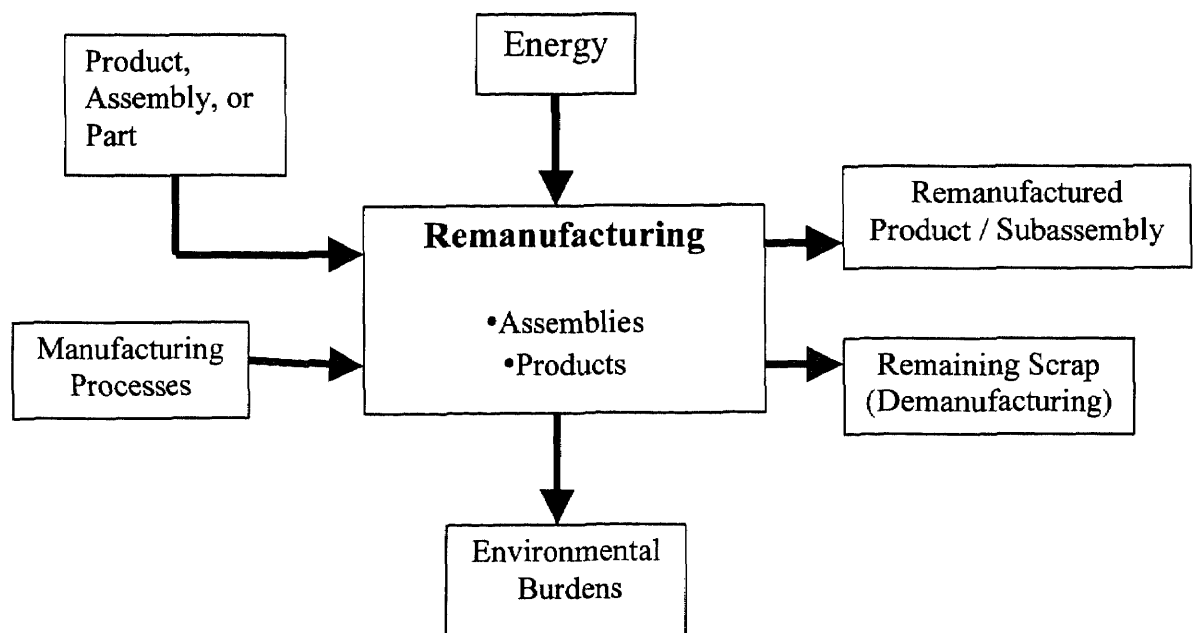 Product,
Assembly, or
Part
Energy
Remanufacturing
•Assemblies
•Products
Manufacturing
Processes
Remanufactured
Product / Subassembly
Remaining Scrap
(Demanufacturing)
Environmental
Burdens